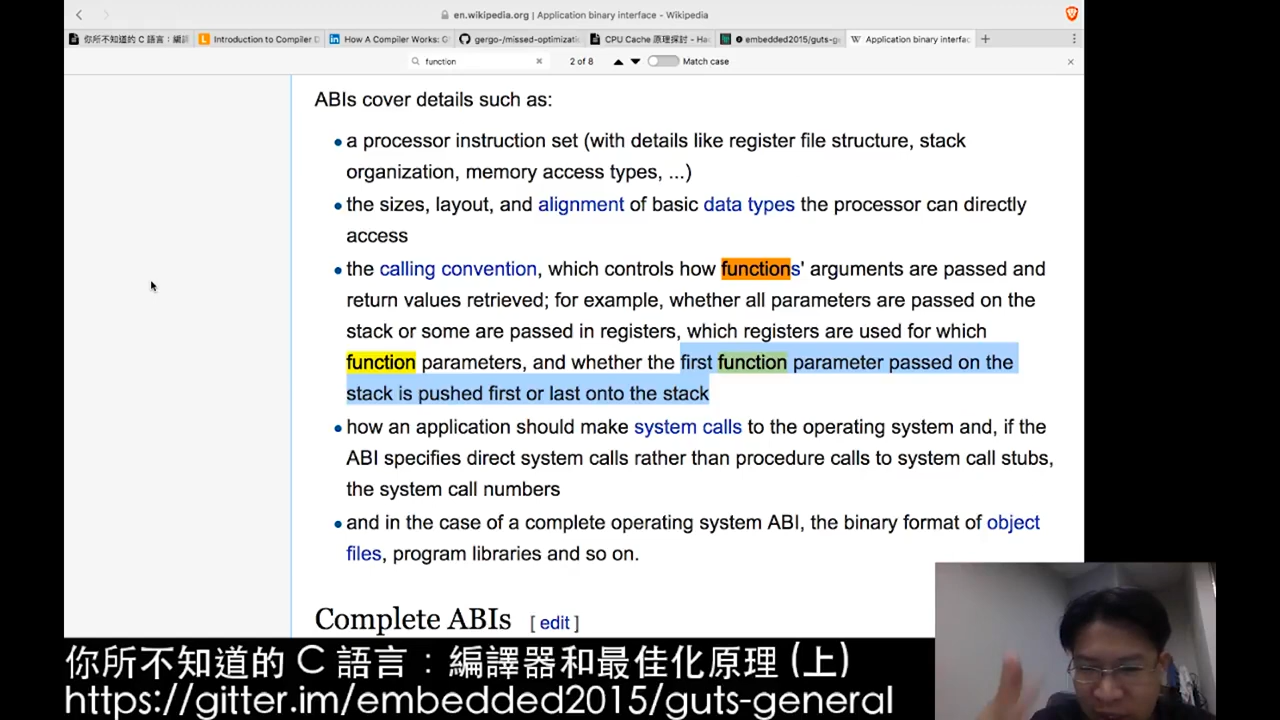 en.wikipedia.org | Application binary interface - Wikipedia
你所不知道的 C 語言：編譯 Introduction to Compiler D How A Compiler Works: G gergo-/missed-optimizati CPU Cache 原理探討 - Ha embedded2015/guts-ge Application binary interfac
function 2 of 8 Match case
ABIs cover details such as:
a processor instruction set (with details like register file structure, stack
organization, memory access types, ...)
the sizes, layout, and alignment of basic data types the processor can directly
access
the calling convention, which controls how functions' arguments are passed and
return values retrieved; for example, whether all parameters are passed on the
stack or some are passed in registers, which registers are used for which
function parameters, and whether the first function parameter passed on the
stack is pushed first or last onto the stack
how an application should make system calls to the operating system and, if the
ABI specifies direct system calls rather than procedure calls to system call stubs,
the system call numbers
and in the case of a complete operating system ABI, the binary format of object
files, program libraries and so on.
Complete ABIs [ edit ]
你所不知道的 C 語言：編譯器和最佳化原理 (上)
https://gitter.im/embedded2015/guts-general